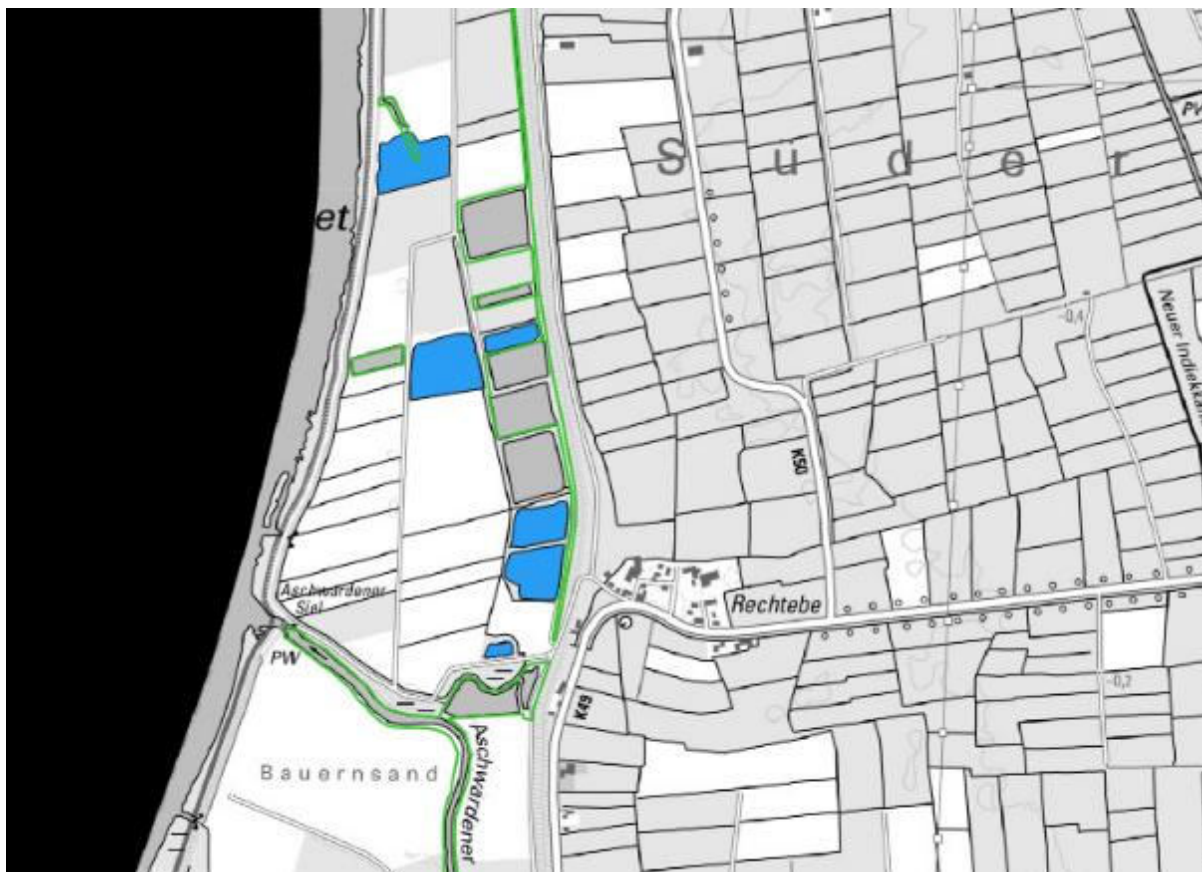 S ü d e r
et
-0,4
Neuer Indiekka
K50
Aschwardener
Siel
Rechtebe
PW
-0,2
K49
Aschwardener
Bauernsand